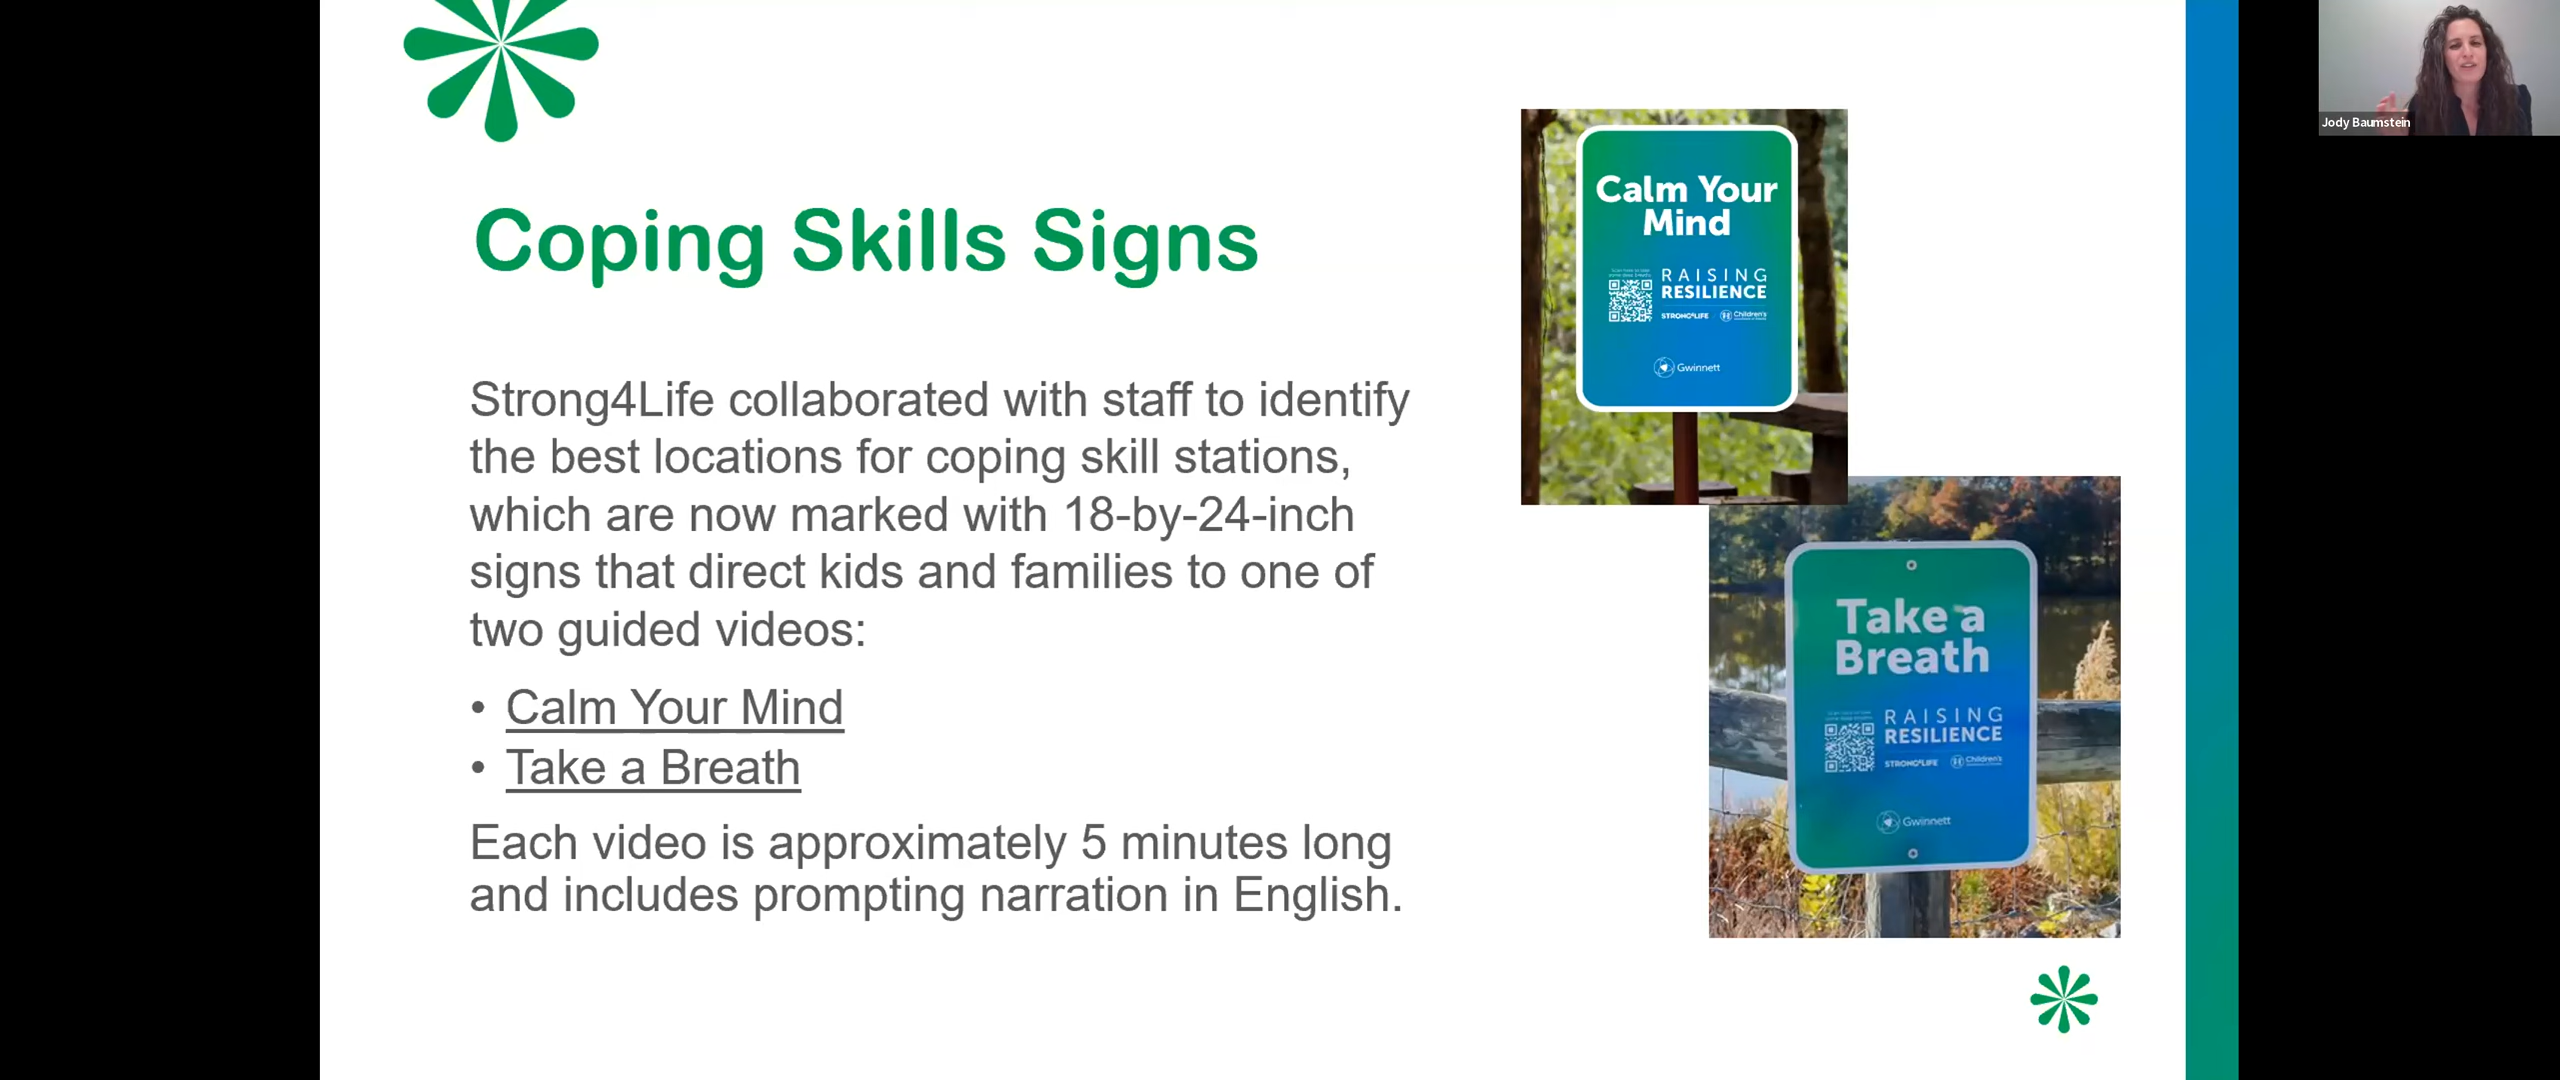 Coping Skills Signs
Strong4Life collaborated with staff to identify
the best locations for coping skill stations,
which are now marked with 18-by-24-inch
signs that direct kids and families to one of
two guided videos:
• Calm Your Mind
• Take a Breath
Each video is approximately 5 minutes long
and includes prompting narration in English.
Calm Your
Mind
RAISING
RESILIENCE
STRONG4LIFE
Children's
Gwinnett
Take a
Breath
RAISING
RESILIENCE
STRONG4LIFE
Children's
Gwinnett
Jody Baumstein